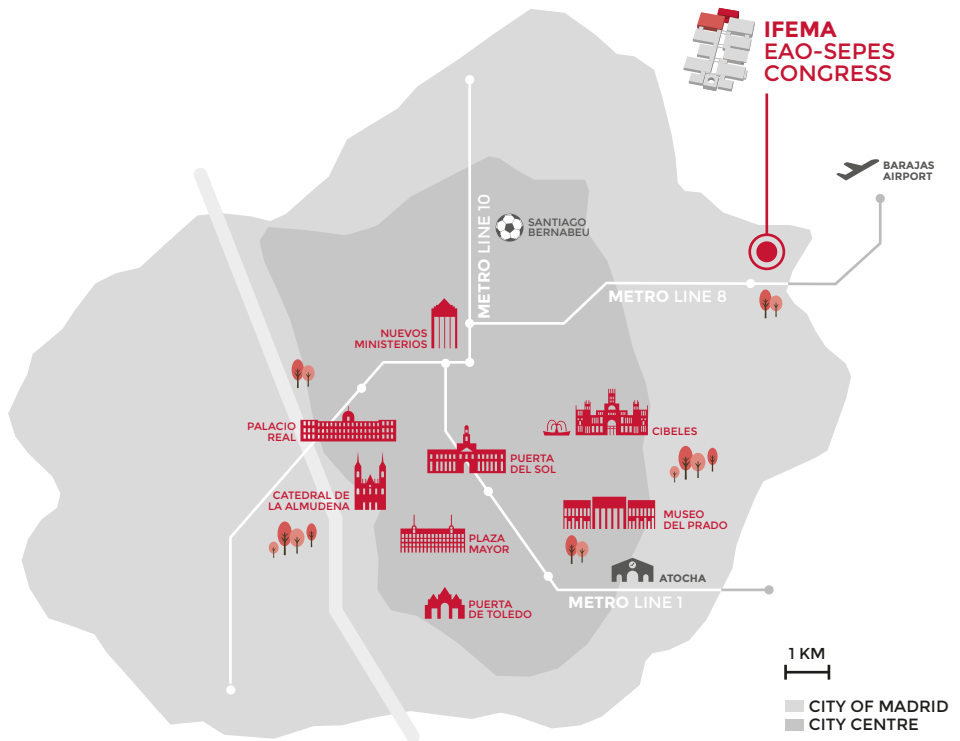 IFEMA
EAO-SEPES
CONGRESS
BARAJAS
AIRPORT
SANTIAGO
BERNABEU
METRO LINE 10
METRO LINE 8
NUEVOS
MINISTERIOS
PALACIO
REAL
CIBELES
PUERTA
DEL SOL
CATEDRAL DE
LA ALMUDENA
MUSEO
DEL PRADO
PLAZA
MAYOR
ATOCHA
METRO LINE 1
PUERTA
DE TOLEDO
1 KM
CITY OF MADRID
CITY CENTRE